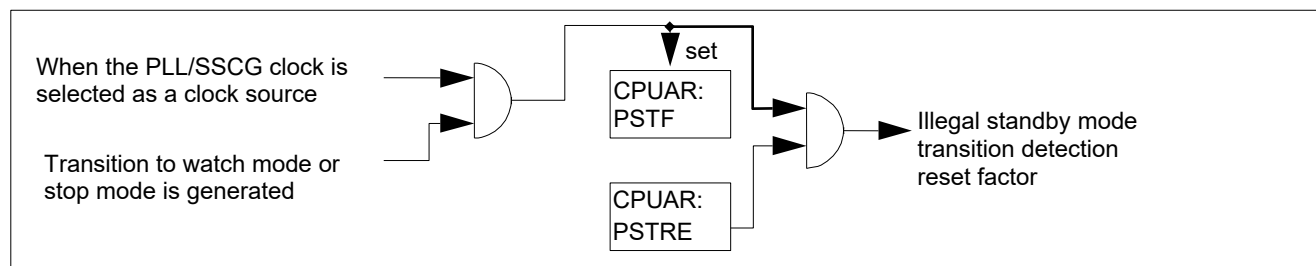 When the PLL/SSCG clock is
selected as a clock source
Transition to watch mode or
stop mode is generated
set
CPUAR:
PSTF
CPUAR:
PSTRE
Illegal standby mode
transition detection
reset factor